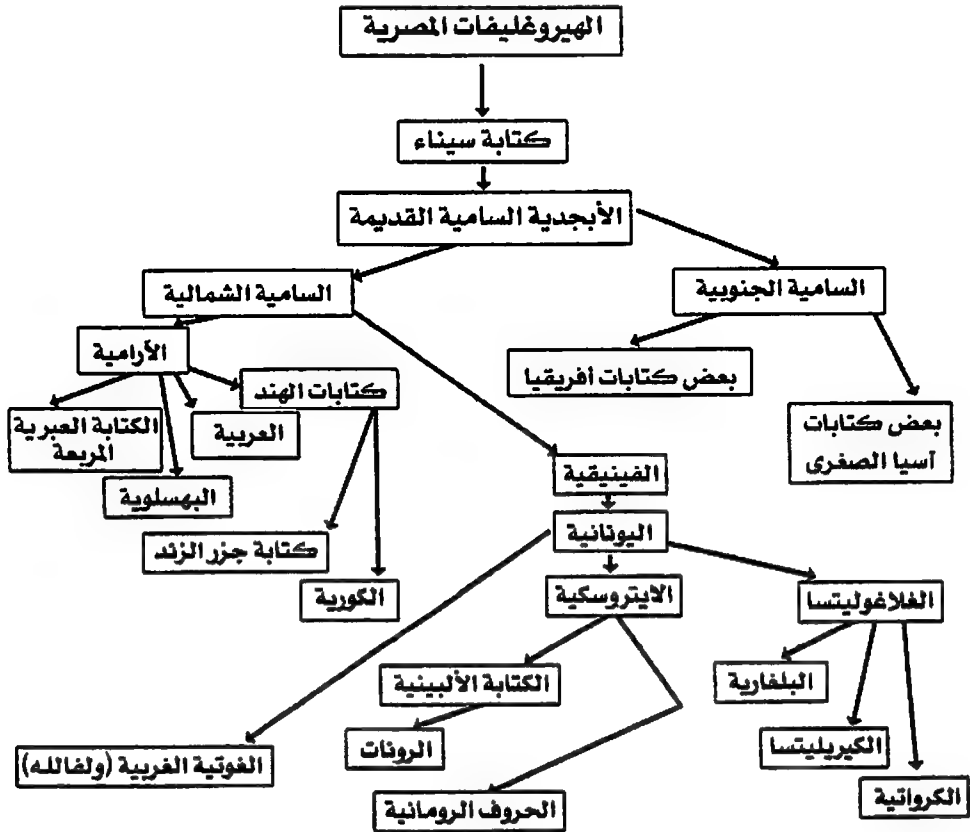 الهيروغليفات المصرية
كتابة سيناء
الأبجدية السامية القديمة
السامية الجنوبية
السامية الشمالية
بعض كتابات أفريقيا
بعض كتابات
آسيا الصغرى
الأرامية
كتابات الهند
العربية
الكتابة العبرية
المربعة
البهسلوية
كتابة جزر الزند
الكورية
الفينيقية
اليونانية
الايتروسكية
الغلاغوليتسا
الكتابة الألبينية
البلغارية
الرونات
الكيريليتسا
الغوتية الغربية (ولفالله)
الحروف الرومانية
الكرواتية